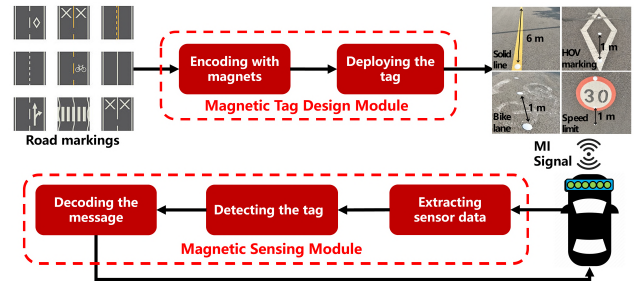 Encoding with
magnets
Deploying the
tag
Magnetic Tag Design Module
Road markings
Solid
line
6 m
HOV
marking
1 m
Bike
lane
1 m
30
Speed
limit
1 m
MI
Signal
Decoding the
message
Detecting the tag
Extracting
sensor data
Magnetic Sensing Module